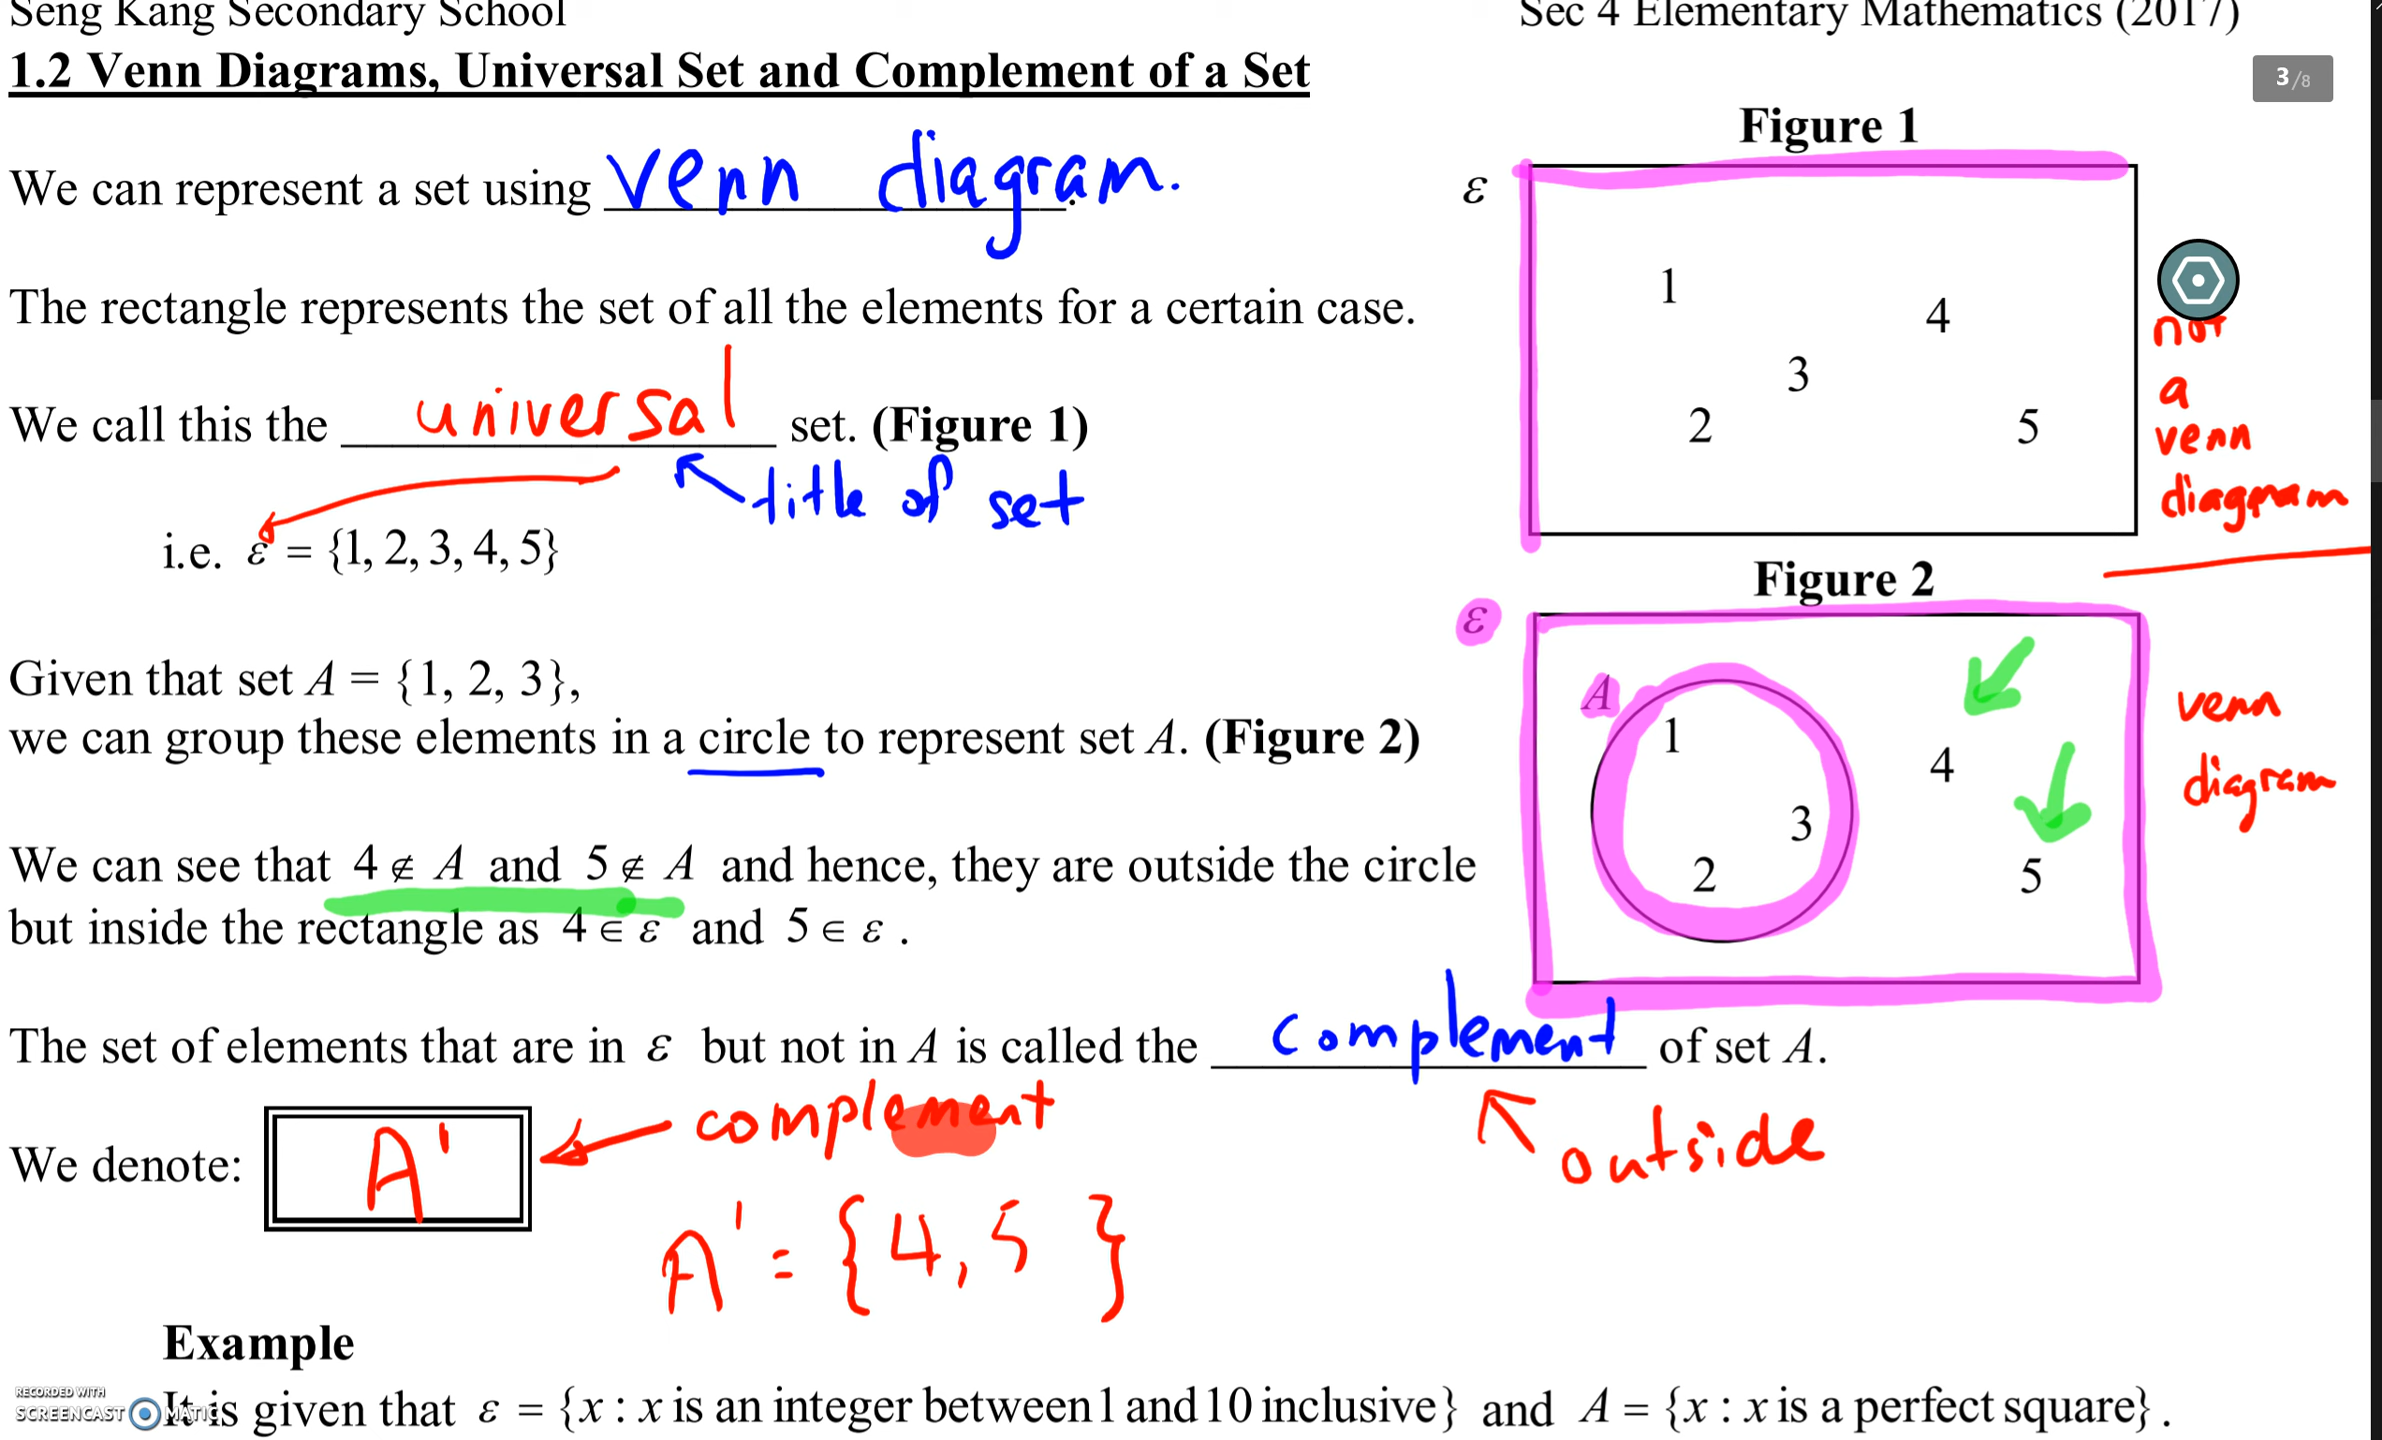 Seng Kang Secondary School Sec 4 Elementary Mathematics (2017)
1.2 Venn Diagrams, Universal Set and Complement of a Set
3/8
Figure 1
We can represent a set using venn diagram.
ε
1
4
3
2
5
not
a
venn
diagram
The rectangle represents the set of all the elements for a certain case.
We call this the universal set. (Figure 1)
title of set
i.e. ε = {1, 2, 3, 4, 5}
Figure 2
ε
A
1
4
3
2
5
venn
diagram
Given that set A = {1, 2, 3},
we can group these elements in a circle to represent set A. (Figure 2)
We can see that 4 ∉ A and 5 ∉ A and hence, they are outside the circle
but inside the rectangle as 4 ∈ ε and 5 ∈ ε .
The set of elements that are in ε but not in A is called the complement of set A.
complement
outside
We denote: A'
A' = {4, 5}
Example
It is given that ε = {x : x is an integer between 1 and 10 inclusive} and A = {x : x is a perfect square} .
RECORDED WITH
SCREENCAST MATIC